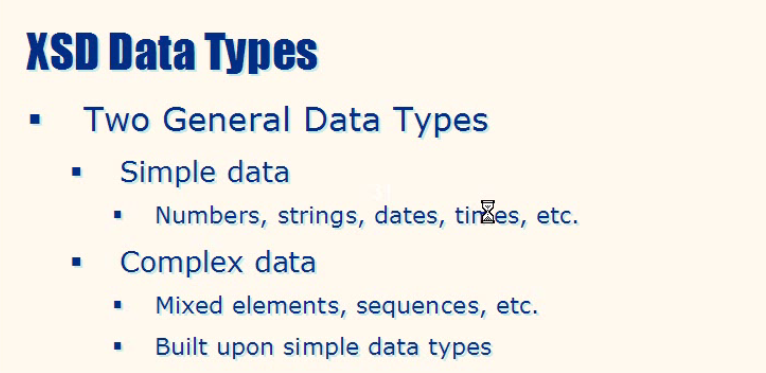 XSD Data Types
▪ Two General Data Types
▪ Simple data
▪ Numbers, strings, dates, times, etc.
▪ Complex data
▪ Mixed elements, sequences, etc.
▪ Built upon simple data types